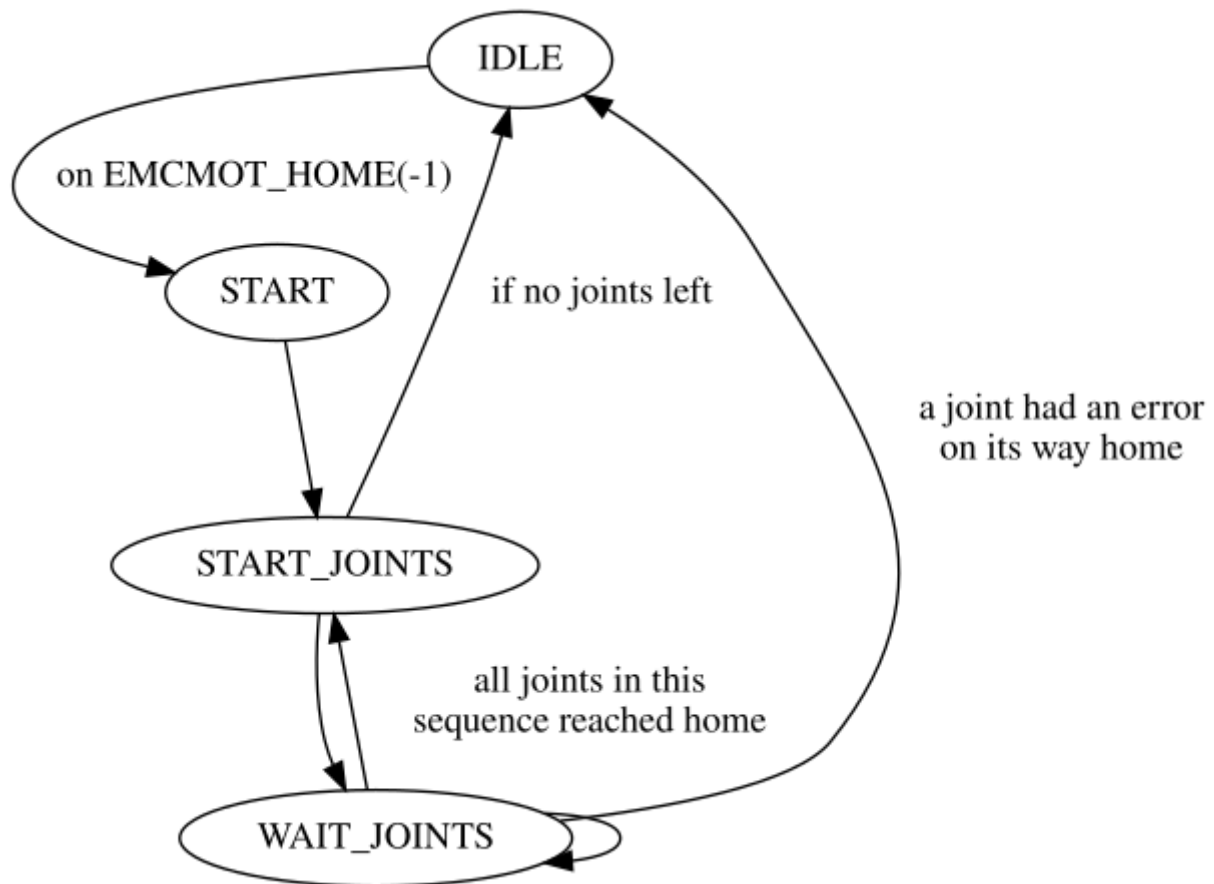 IDLE
on EMCMOT_HOME(-1)
START
if no joints left
a joint had an error
on its way home
START_JOINTS
all joints in this
sequence reached home
WAIT_JOINTS